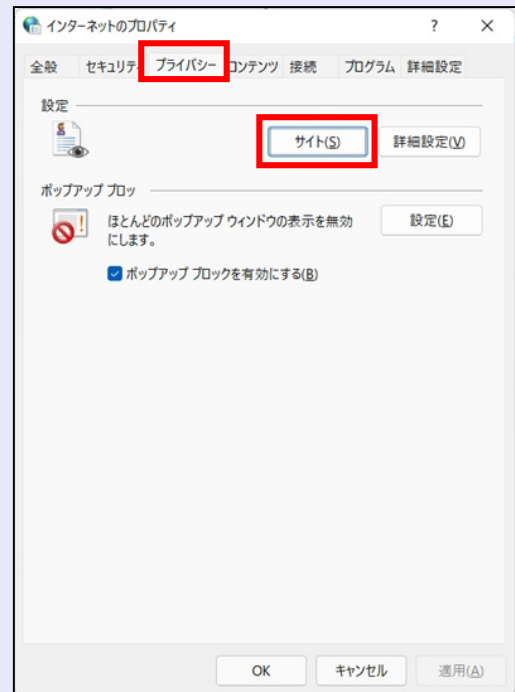 インターネットのプロパティ ? ×
全般 セキュリティ プライバシー コンテンツ 接続 プログラム 詳細設定
設定
サイト(S) 詳細設定(V)
ポップアップ ブロッ
ほとんどのポップアップ ウィンドウの表示を無効 設定(E)
にします。
ポップアップ ブロックを有効にする(B)
OK キャンセル 適用(A)